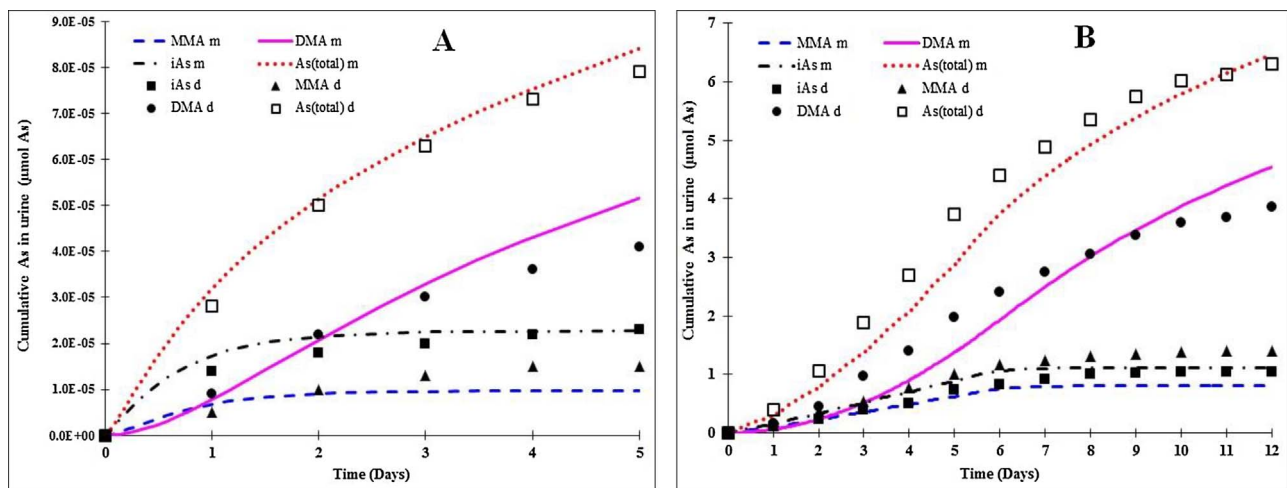 A
MMA m
DMA m
iAs m
As(total) m
iAs d
MMA d
DMA d
As(total) d
Cumulative As in urine (µmol As)
9.0E-05
8.0E-05
7.0E-05
6.0E-05
5.0E-05
4.0E-05
3.0E-05
2.0E-05
1.0E-05
0.0E+00
0 1 2 3 4 5
Time (Days)
B
MMA m
DMA m
iAs m
As(total) m
iAs d
MMA d
DMA d
As(total) d
Cumulative As in urine (µmol As)
7
6
5
4
3
2
1
0
0 1 2 3 4 5 6 7 8 9 10 11 12
Time (Days)